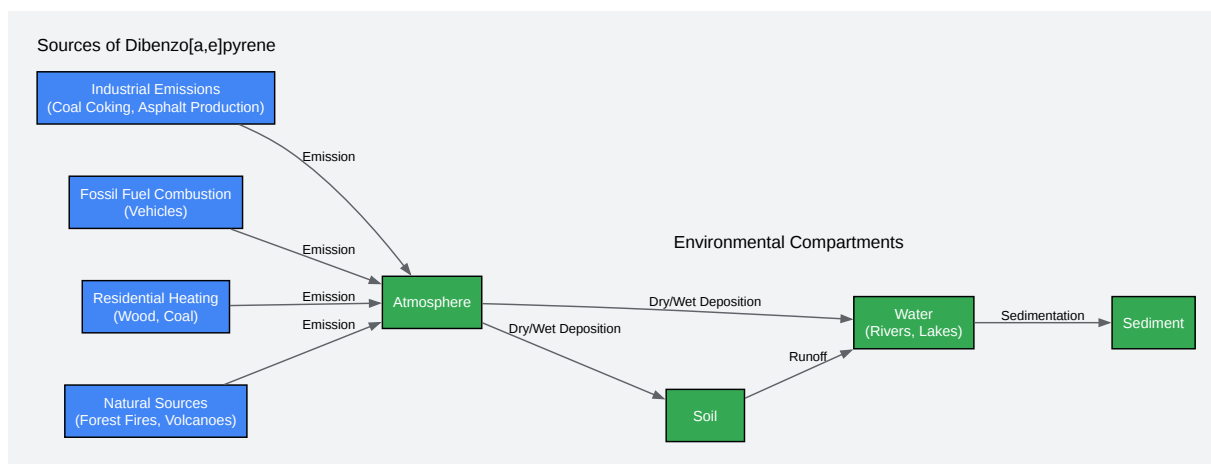 Sources of Dibenzo[a,e]pyrene
Industrial Emissions
(Coal Coking, Asphalt Production)
Emission
Fossil Fuel Combustion
(Vehicles)
Emission
Environmental Compartments
Residential Heating
(Wood, Coal)
Emission
Atmosphere
Dry/Wet Deposition
Water
(Rivers, Lakes)
Sedimentation
Sediment
Emission
Dry/Wet Deposition
Runoff
Natural Sources
(Forest Fires, Volcanoes)
Soil